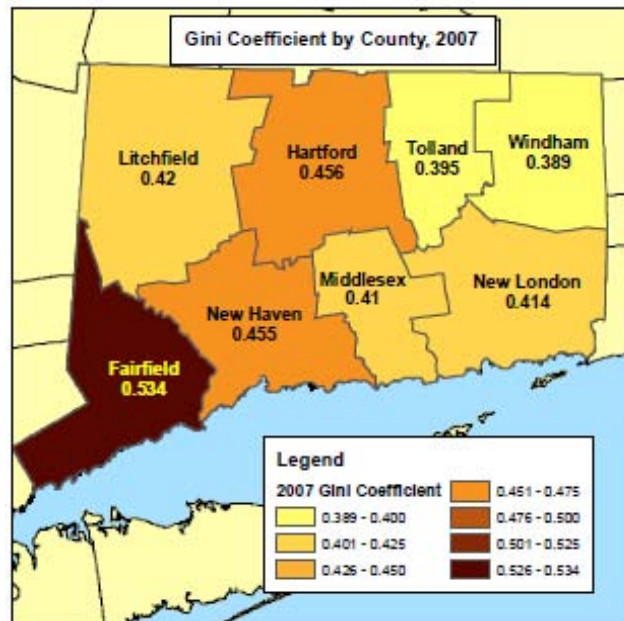 Gini Coefficient by County, 2007
Litchfield
0.42
Hartford
0.456
Tolland
0.395
Windham
0.389
Middlesex
0.41
New London
0.414
New Haven
0.455
Fairfield
0.534
Legend
2007 Gini Coefficient
0.389 - 0.400
0.401 - 0.425
0.426 - 0.450
0.451 - 0.475
0.476 - 0.500
0.501 - 0.525
0.526 - 0.534